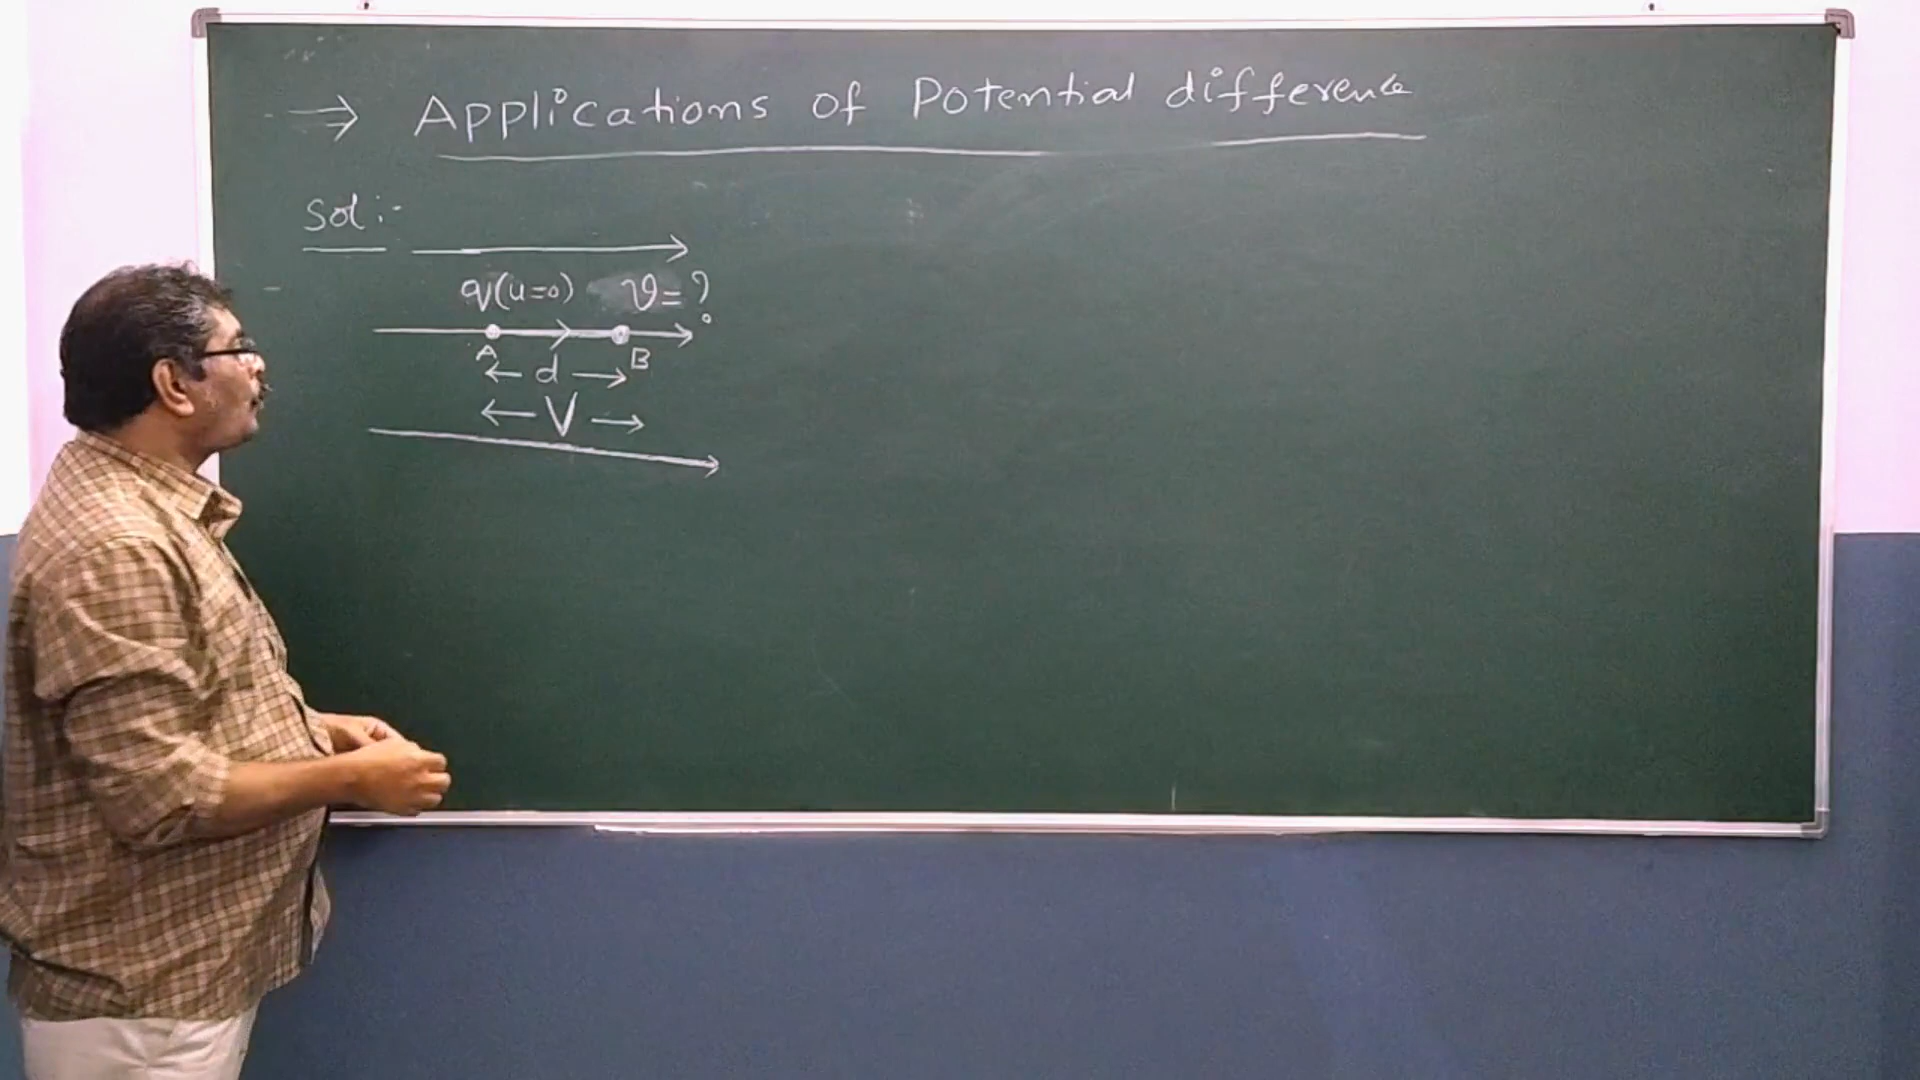 ⇒ Applications of Potential difference
Sol :-
q(u=0) v=?
A B
← d →
← V →